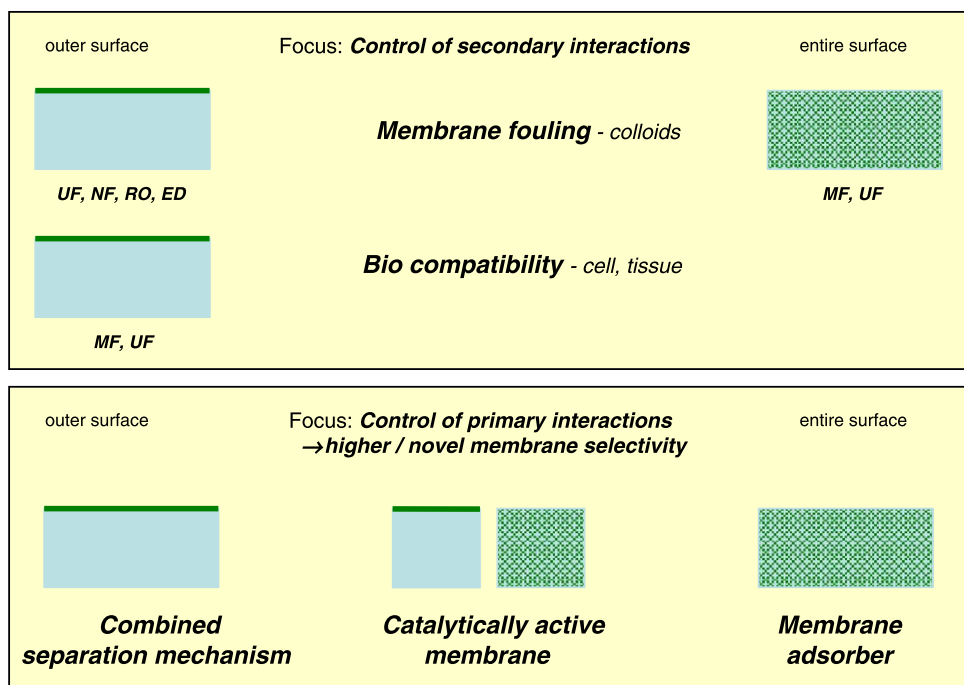 outer surface
Focus: Control of secondary interactions
entire surface
Membrane fouling - colloids
UF, NF, RO, ED
MF, UF
Bio compatibility - cell, tissue
MF, UF
outer surface
Focus: Control of primary interactions
→higher / novel membrane selectivity
entire surface
Combined
separation mechanism
Catalytically active
membrane
Membrane
adsorber